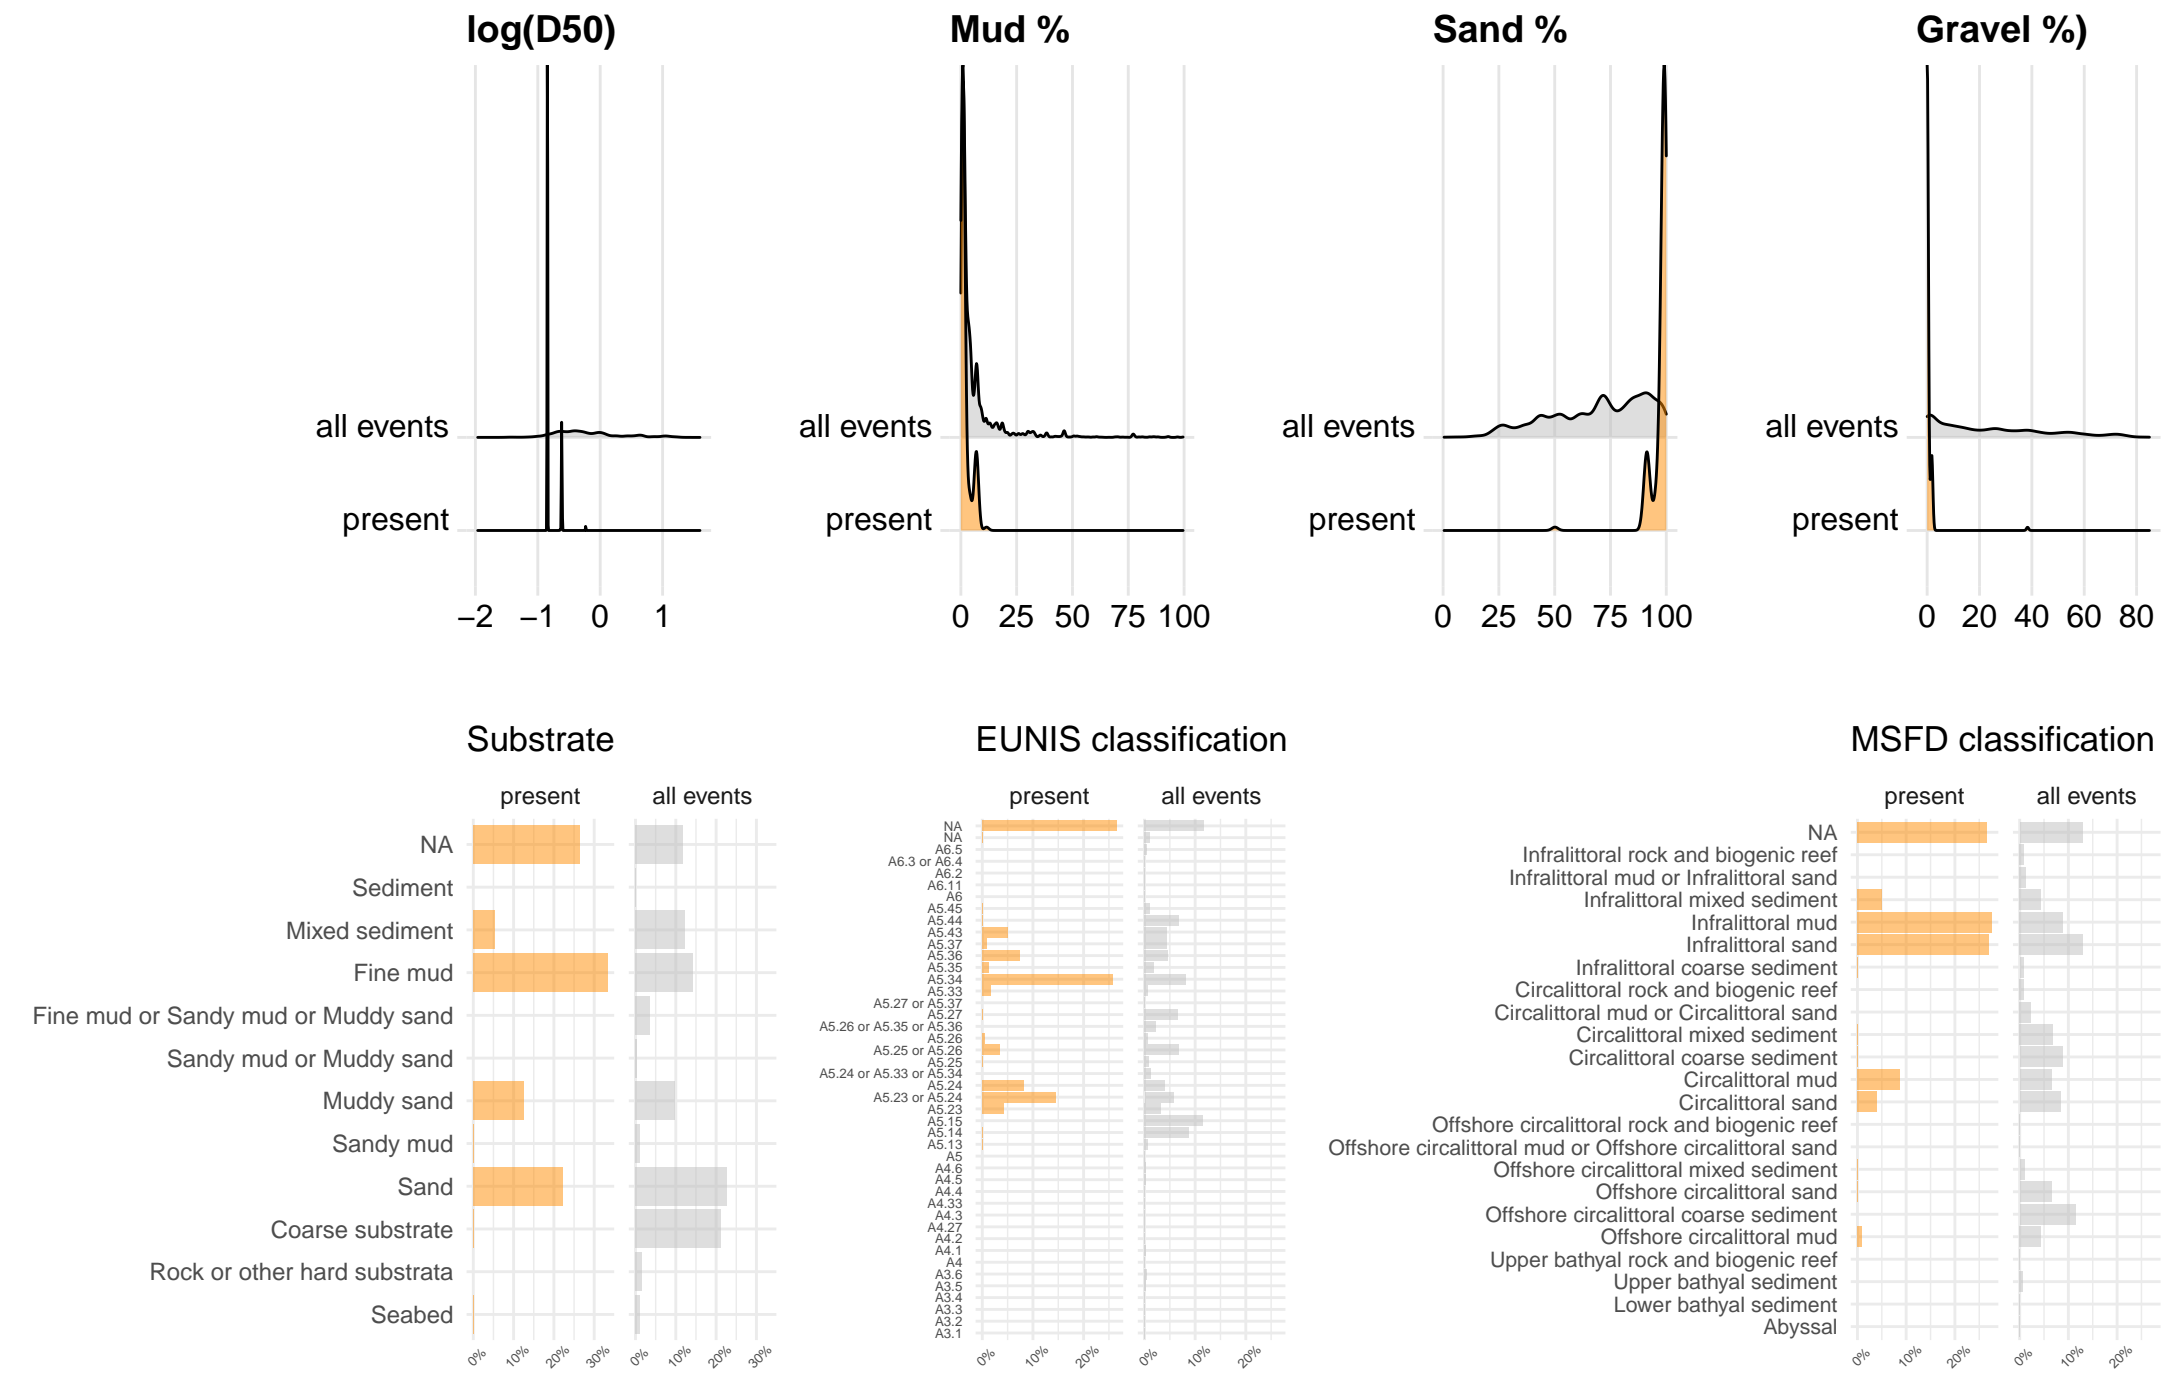 log(D50)
Mud %
Sand %
Gravel %)
all events
present
−2 −1 0 1
all events
present
0 25 50 75 100
all events
present
0 25 50 75 100
all events
present
0 20 40 60 80
Substrate
present all events
NA
Sediment
Mixed sediment
Fine mud
Fine mud or Sandy mud or Muddy sand
Sandy mud or Muddy sand
Muddy sand
Sandy mud
Sand
Coarse substrate
Rock or other hard substrata
Seabed
0% 10% 20% 30% 0% 10% 20% 30%
EUNIS classification
present all events
NA
NA
A6.5
A6.3 or A6.4
A6.2
A6.11
A6
A5.45
A5.44
A5.43
A5.37
A5.36
A5.35
A5.34
A5.33
A5.27 or A5.37
A5.27
A5.26 or A5.35 or A5.36
A5.26
A5.25 or A5.26
A5.25
A5.24 or A5.33 or A5.34
A5.24
A5.23 or A5.24
A5.23
A5.15
A5.14
A5.13
A5
A4.6
A4.5
A4.4
A4.33
A4.3
A4.27
A4.2
A4.1
A4
A3.6
A3.5
A3.4
A3.3
A3.2
A3.1
0% 10% 20% 0% 10% 20%
MSFD classification
present all events
NA
Infralittoral rock and biogenic reef
Infralittoral mud or Infralittoral sand
Infralittoral mixed sediment
Infralittoral mud
Infralittoral sand
Infralittoral coarse sediment
Circalittoral rock and biogenic reef
Circalittoral mud or Circalittoral sand
Circalittoral mixed sediment
Circalittoral coarse sediment
Circalittoral mud
Circalittoral sand
Offshore circalittoral rock and biogenic reef
Offshore circalittoral mud or Offshore circalittoral sand
Offshore circalittoral mixed sediment
Offshore circalittoral sand
Offshore circalittoral coarse sediment
Offshore circalittoral mud
Upper bathyal rock and biogenic reef
Upper bathyal sediment
Lower bathyal sediment
Abyssal
0% 10% 20% 0% 10% 20%